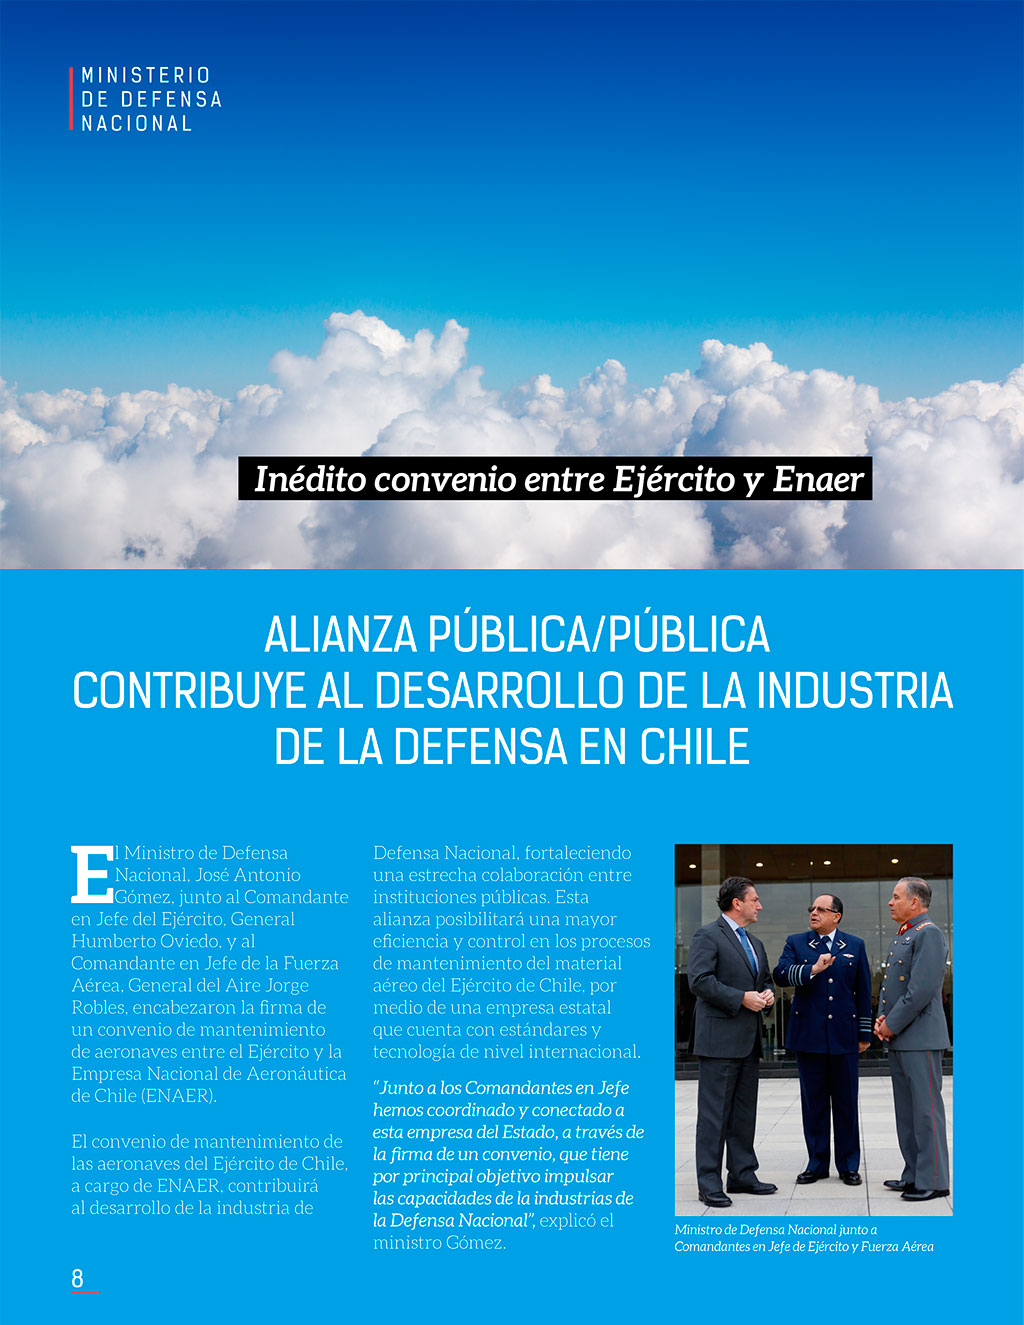 MINISTERIO
DE DEFENSA
NACIONAL
Inédito convenio entre Ejército y Enaer
ALIANZA PÚBLICA/PÚBLICA
CONTRIBUYE AL DESARROLLO DE LA INDUSTRIA
DE LA DEFENSA EN CHILE
El Ministro de Defensa
Nacional, José Antonio
Gómez, junto al Comandante
en Jefe del Ejército, General
Humberto Oviedo, y al
Comandante en Jefe de la Fuerza
Aérea, General del Aire Jorge
Robles, encabezaron la firma de
un convenio de mantenimiento
de aeronaves entre el Ejército y la
Empresa Nacional de Aeronáutica
de Chile (ENAER).
El convenio de mantenimiento de
las aeronaves del Ejército de Chile,
a cargo de ENAER, contribuirá
al desarrollo de la industria de
Defensa Nacional, fortaleciendo
una estrecha colaboración entre
instituciones públicas. Esta
alianza posibilitará una mayor
eficiencia y control en los procesos
de mantenimiento del material
aéreo del Ejército de Chile, por
medio de una empresa estatal
que cuenta con estándares y
tecnología de nivel internacional.
“Junto a los Comandantes en Jefe
hemos coordinado y conectado a
esta empresa del Estado, a través de
la firma de un convenio, que tiene
por principal objetivo impulsar
las capacidades de la industrias de
la Defensa Nacional”, explicó el
ministro Gómez.
Ministro de Defensa Nacional junto a
Comandantes en Jefe de Ejército y Fuerza Aérea
8